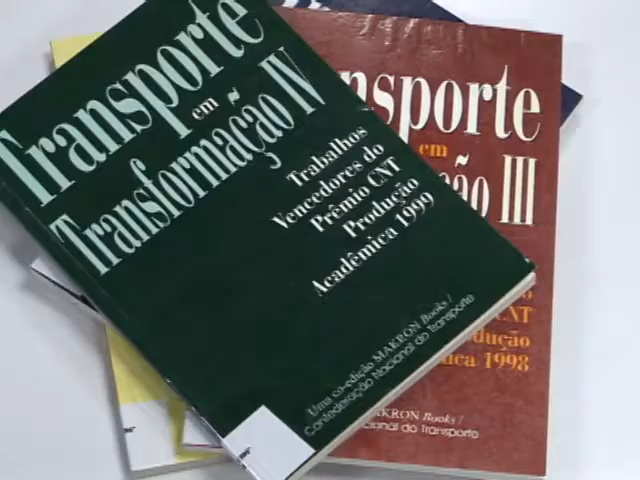 Transporte
em
Transformação IV
Trabalhos
Vencedores do
Prêmio CNT
Produção
Acadêmica 1999
Uma co-edição MAKRON Books /
Confederação Nacional do Transporte
nsporte
em
ção III
CNT
dução
ica 1998
KRON Books /
cional do Transporte